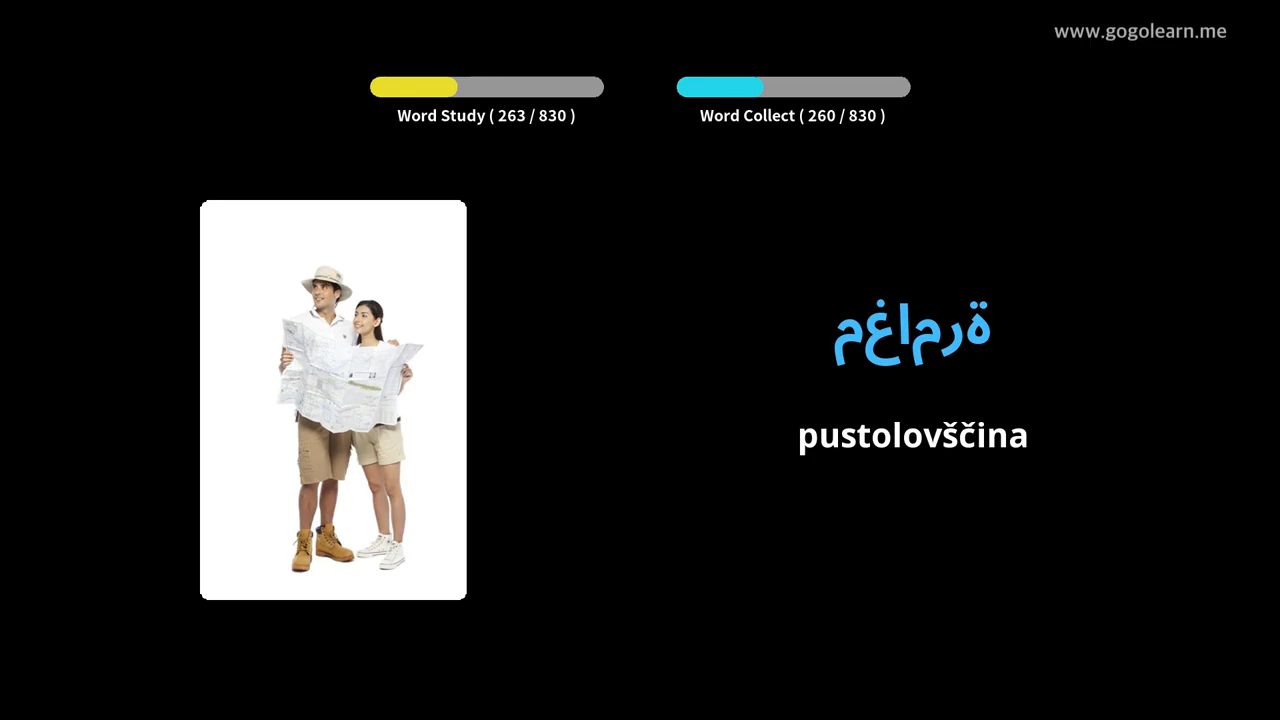 www.gogolearn.me
Word Study ( 263 / 830 )
Word Collect ( 260 / 830 )
مغامرة
pustolovščina